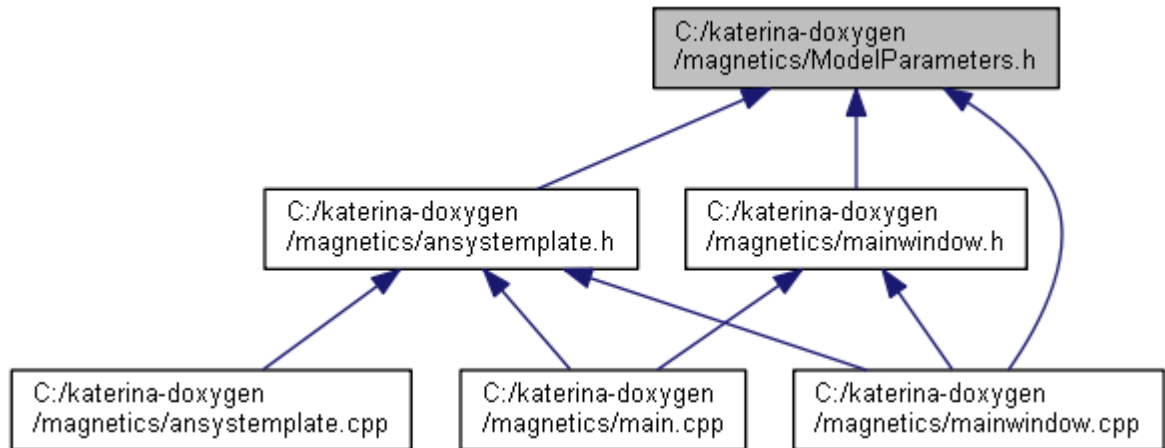 C:/katerina-doxygen
/magnetics/ModelParameters.h
C:/katerina-doxygen
/magnetics/ansystemplate.h
C:/katerina-doxygen
/magnetics/mainwindow.h
C:/katerina-doxygen
/magnetics/ansystemplate.cpp
C:/katerina-doxygen
/magnetics/main.cpp
C:/katerina-doxygen
/magnetics/mainwindow.cpp